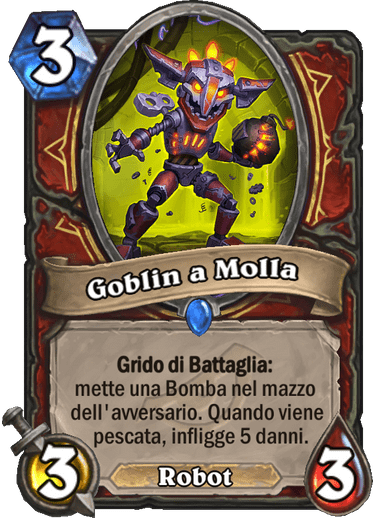 3
Goblin a Molla
Grido di Battaglia:
mette una Bomba nel mazzo
dell'avversario. Quando viene
pescata, infligge 5 danni.
3
Robot
3